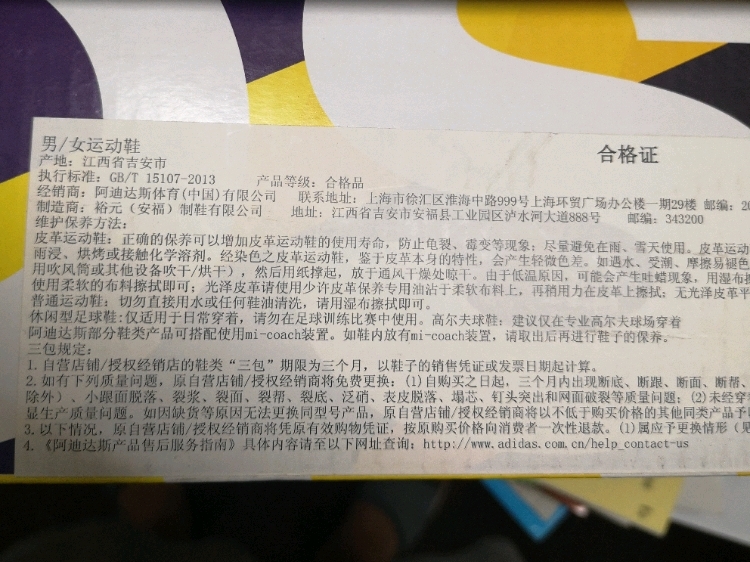 男/女运动鞋
合格证
产地: 江西省吉安市
执行标准: GB/T 15107-2013 产品等级: 合格品
经销商: 阿迪达斯体育(中国)有限公司 联系地址: 上海市徐汇区淮海中路999号上海环贸广场办公楼一期29楼 邮编: 20
制造商: 裕元（安福）制鞋有限公司 地址: 江西省吉安市安福县工业园区泸水河大道888号 邮编: 343200
维护保养方法:
皮革运动鞋: 正确的保养可以增加皮革运动鞋的使用寿命, 防止龟裂、霉变等现象; 尽量避免在雨、雪天使用。皮革运动
雨浸、烘烤或接触化学溶剂。经染色之皮革运动鞋, 鉴于皮革本身的特性, 会产生轻微色差。如遇水、受潮、摩擦易褪色
用吹风筒或其他设备吹干/烘干), 然后用纸撑起, 放于通风干燥处晾干。由于低温原因, 可能会产生吐蜡现象, 用湿布擦
使用柔软的布料擦拭即可; 光泽皮革请使用少许皮革保养专用油沾于柔软布料上, 再稍用力在皮革上擦拭; 无光泽皮革平
普通运动鞋: 切勿直接用水或任何鞋油清洗, 请用湿布擦拭即可。
休闲型足球鞋:仅适用于日常穿着, 请勿在足球训练比赛中使用。高尔夫球鞋: 建议仅在专业高尔夫球场穿着
阿迪达斯部分鞋类产品可搭配使用mi-coach装置。如鞋内放有mi-coach装置, 请取出后再进行鞋子的保养。
三包规定:
1. 自营店铺/授权经销店的鞋类“三包”期限为三个月, 以鞋子的销售凭证或发票日期起计算。
2. 如有下列质量问题, 原自营店铺/授权经销商将免费更换: (1)自购买之日起, 三个月内出现断底、断跟、断面、断帮、
除外) 、小跟面脱落、裂浆、裂面、裂帮、裂底、泛硝、表皮脱落、塌芯、钉头突出和网面破裂等质量问题; (2)未经穿
显生产质量问题。如因缺货等原因无法更换同型号产品, 原自营店铺/授权经销商将以不低于购买价格的其他同类产品予
3. 以下情况, 原自营店铺/授权经销商将凭原有效购物凭证, 按原购买价格向消费者一次性退款。(1)属应予更换情形 (见
4. 《阿迪达斯产品售后服务指南》具体内容请至以下网址查询: http://www.adidas.com.cn/help_contact-us